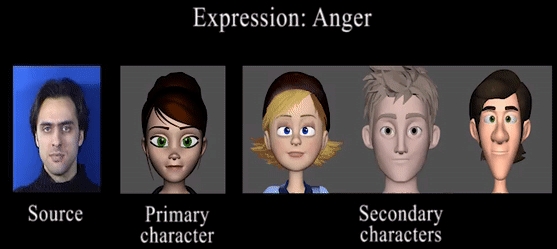 Expression: Anger
Source
Primary
character
Secondary
characters